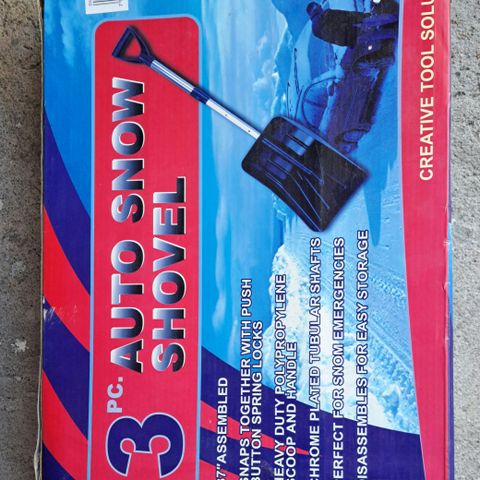 CREATIVE TOOL SOLU
3 PC. AUTO SNOW
SHOVEL
37" ASSEMBLED
SNAPS TOGETHER WITH PUSH
BUTTON SPRING LOCKS
HEAVY DUTY POLYPROPYLENE
SCOOP AND HANDLE
CHROME PLATED TUBULAR SHAFTS
PERFECT FOR SNOM EMERGENCIES
DISASSEMBLES FOR EASY STORAGE